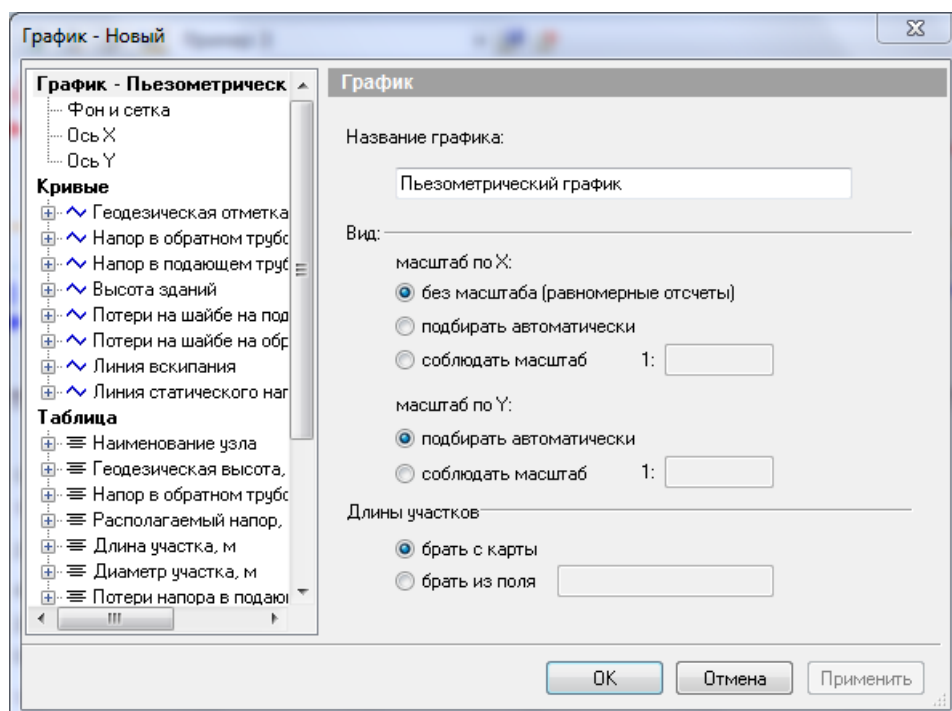 График - Новый
График - Пьезометрическ
Фон и сетка
Ось X
Ось Y
Кривые
Геодезическая отметка
Напор в обратном трубо
Напор в подающем труб
Высота зданий
Потери на шайбе на под
Потери на шайбе на обр
Линия вскипания
Линия статического нап
Таблица
Наименование узла
Геодезическая высота,
Напор в обратном трубо
Располагаемый напор,
Длина участка, м
Диаметр участка, м
Потери напора в подаю
График
Название графика:
Пьезометрический график
Вид:
масштаб по X:
без масштаба (равномерные отсчеты)
подбирать автоматически
соблюдать масштаб 1:
масштаб по Y:
подбирать автоматически
соблюдать масштаб 1:
Длины участков
брать с карты
брать из поля
OK Отмена Применить